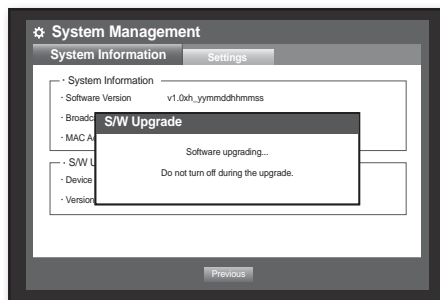 System Management
System Information
Settings
· System Information
· Software Version v1.0xh_yymmddhhmmss
· Broadc
· MAC A
· S/W U
· Device
· Version
S/W Upgrade
Software upgrading...
Do not turn off during the upgrade.
Previous